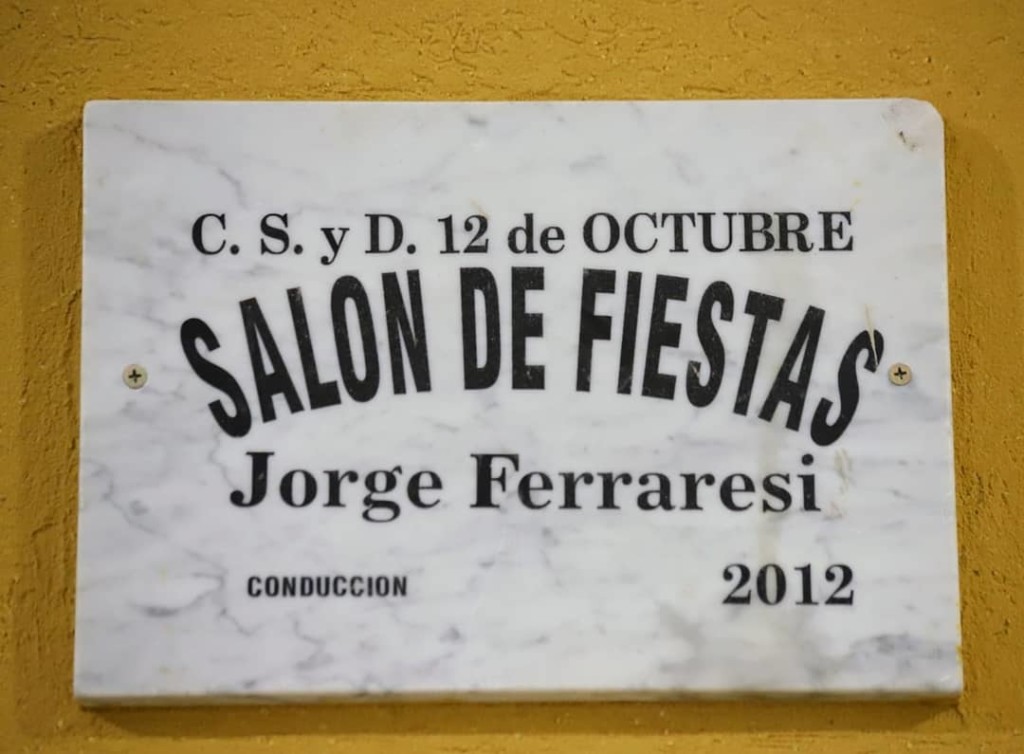 C. S. y D. 12 de OCTUBRE
SALON DE FIESTAS
Jorge Ferraresi
CONDUCCION 2012